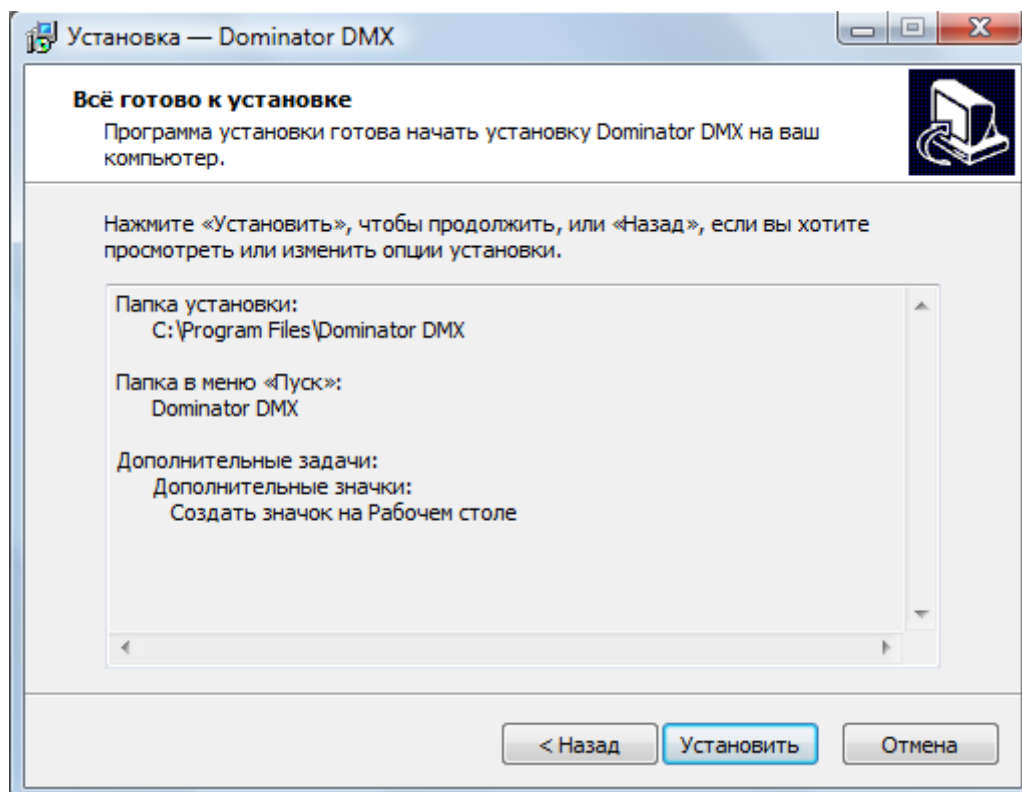 Установка — Dominator DMX
Всё готово к установке
Программа установки готова начать установку Dominator DMX на ваш
компьютер.
Нажмите «Установить», чтобы продолжить, или «Назад», если вы хотите
просмотреть или изменить опции установки.
Папка установки:
C:\Program Files\Dominator DMX
Папка в меню «Пуск»:
Dominator DMX
Дополнительные задачи:
Дополнительные значки:
Создать значок на Рабочем столе
< Назад
Установить
Отмена